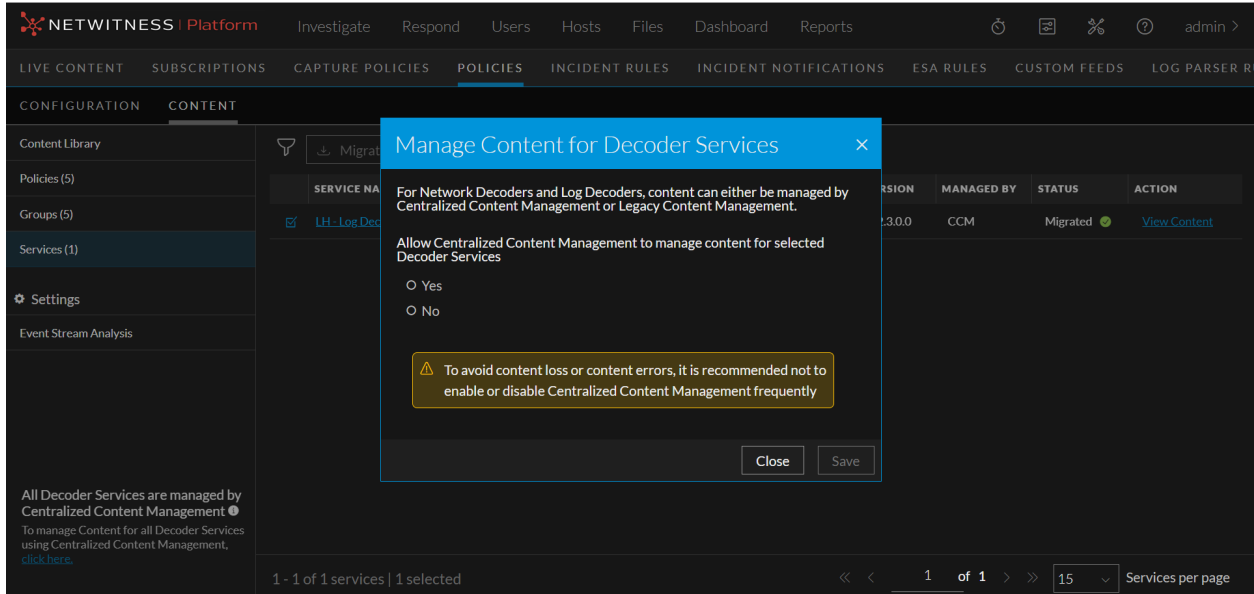 NETWITNESS | Platform
Investigate Respond Users Hosts Files Dashboard Reports
admin >
LIVE CONTENT SUBSCRIPTIONS CAPTURE POLICIES POLICIES INCIDENT RULES INCIDENT NOTIFICATIONS ESA RULES CUSTOM FEEDS LOG PARSER R
CONFIGURATION CONTENT
Content Library
Policies (5)
Groups (5)
Services (1)
Settings
Event Stream Analysis
All Decoder Services are managed by
Centralized Content Management
To manage Content for all Decoder Services
using Centralized Content Management,
click here.
Migrat
SERVICE NA
RSION MANAGED BY STATUS ACTION
LH - Log Dec
.3.0.0 CCM Migrated View Content
Manage Content for Decoder Services
For Network Decoders and Log Decoders, content can either be managed by
Centralized Content Management or Legacy Content Management.
Allow Centralized Content Management to manage content for selected
Decoder Services
Yes
No
To avoid content loss or content errors, it is recommended not to
enable or disable Centralized Content Management frequently
Close Save
1 - 1 of 1 services | 1 selected
1 of 1
15 Services per page